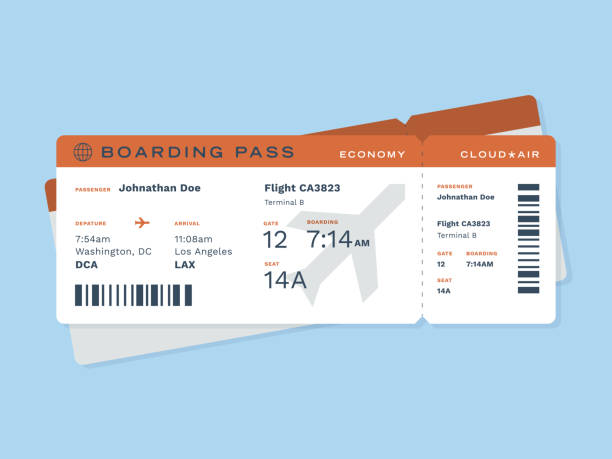 BOARDING PASS ECONOMY CLOUD★AIR
PASSENGER Johnathan Doe
Flight CA3823
Terminal B
DEPATURE ARRIVAL
7:54am 11:08am
Washington, DC Los Angeles
DCA LAX
GATE BOARDING
12 7:14AM
SEAT
14A
PASSENGER
Johnathan Doe
Flight CA3823
Terminal B
GATE BOARDING
12 7:14AM
SEAT
14A